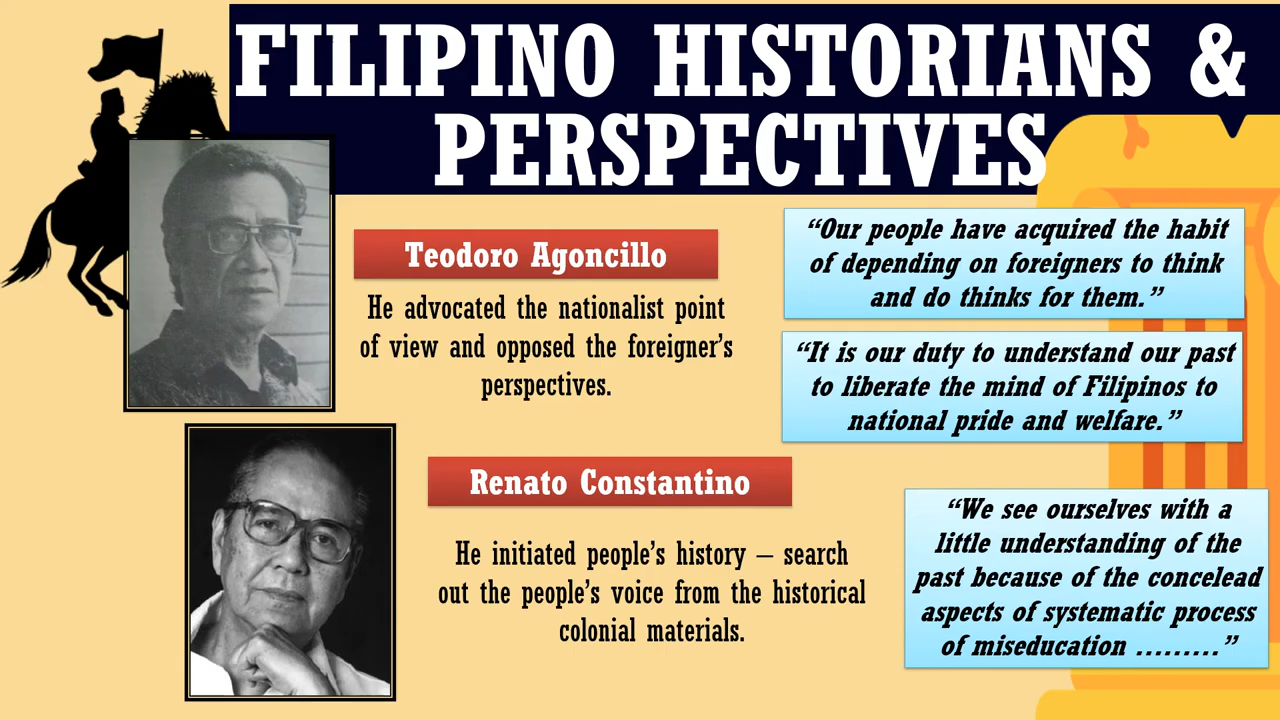 FILIPINO HISTORIANS &
PERSPECTIVES
Teodoro Agoncillo
He advocated the nationalist point
of view and opposed the foreigner’s
perspectives.
“Our people have acquired the habit
of depending on foreigners to think
and do thinks for them.”
“It is our duty to understand our past
to liberate the mind of Filipinos to
national pride and welfare.”
Renato Constantino
He initiated people’s history – search
out the people’s voice from the historical
colonial materials.
“We see ourselves with a
little understanding of the
past because of the concelead
aspects of systematic process
of miseducation ………”